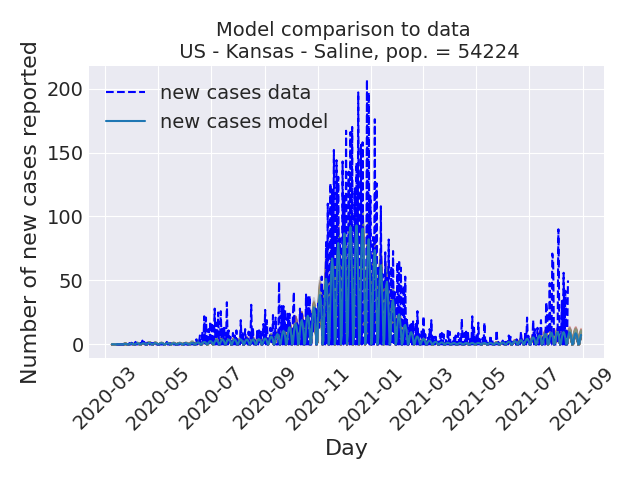 Model comparison to data
US - Kansas - Saline, pop. = 54224
Number of new cases reported
200
150
100
50
0
new cases data
new cases model
2020-03
2020-05
2020-07
2020-09
2020-11
2021-01
2021-03
2021-05
2021-07
2021-09
Day